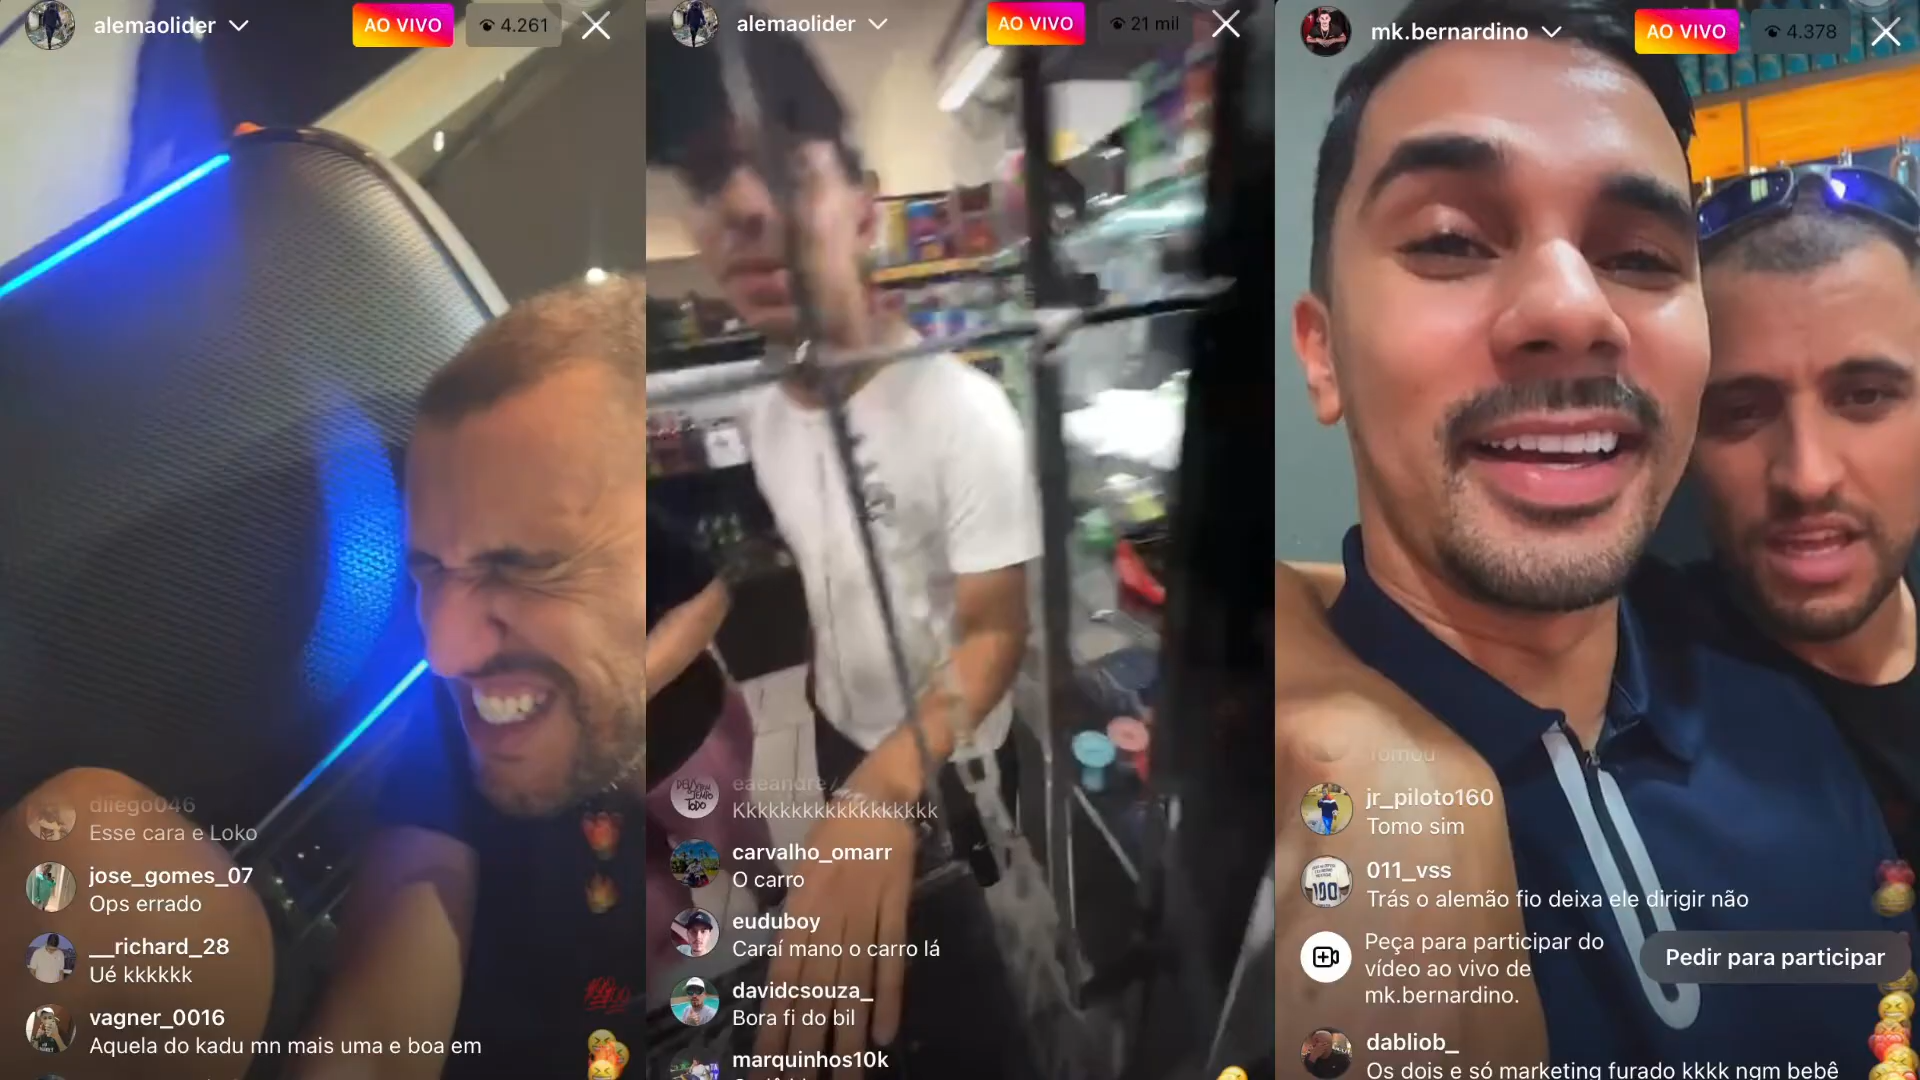 alemaolider
AO VIVO
4.261
diiego046
Esse cara e Loko
jose_gomes_07
Ops errado
__richard_28
Ué kkkkkk
vagner_0016
Aquela do kadu mn mais uma e boa em
alemaolider
AO VIVO
21 mil
eaeandre7
Kkkkkkkkkkkkkkkkkk
carvalho_omarr
O carro
euduboy
Caraí mano o carro lá
davidcsouza_
Bora fi do bil
marquinhos10k
mk.bernardino
AO VIVO
4.378
Tomou
jr_piloto160
Tomo sim
011_vss
Trás o alemão fio deixa ele dirigir não
Peça para participar do
vídeo ao vivo de
mk.bernardino.
Pedir para participar
dabliob_
Os dois e só marketing furado kkkk ngm bebê